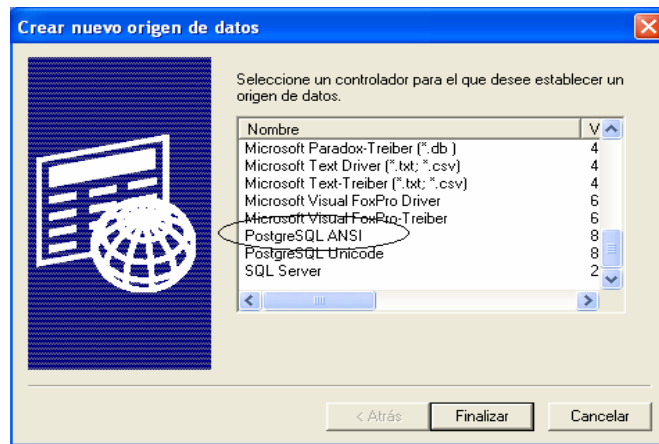 Crear nuevo origen de datos
Seleccione un controlador para el que desee establecer un
origen de datos.
Nombre V
Microsoft Paradox-Treiber (*.db ) 4
Microsoft Text Driver (*.txt; *.csv) 4
Microsoft Text-Treiber (*.txt; *.csv) 4
Microsoft Visual FoxPro Driver 6
Microsoft Visual FoxPro-Treiber 6
PostgreSQL ANSI 8
PostgreSQL Unicode 8
SQL Server 2
< Atrás Finalizar Cancelar